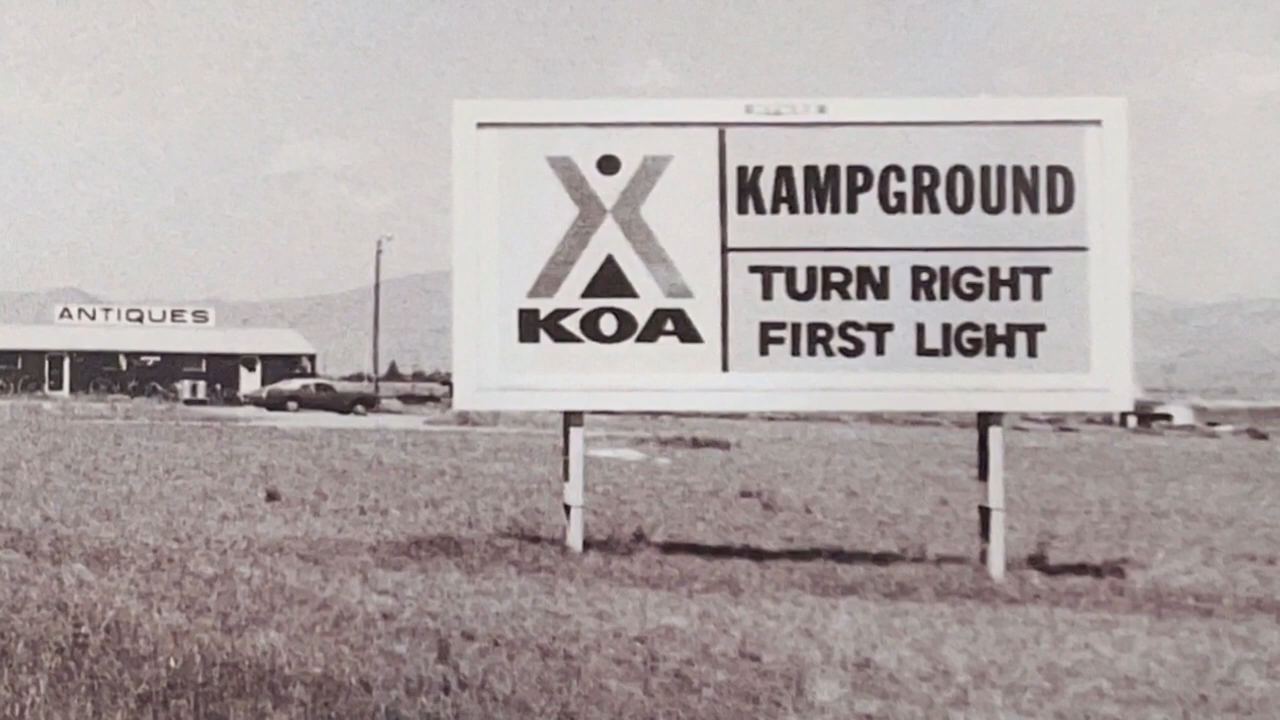 ANTIQUES
KOA
KAMPGROUND
TURN RIGHT
FIRST LIGHT